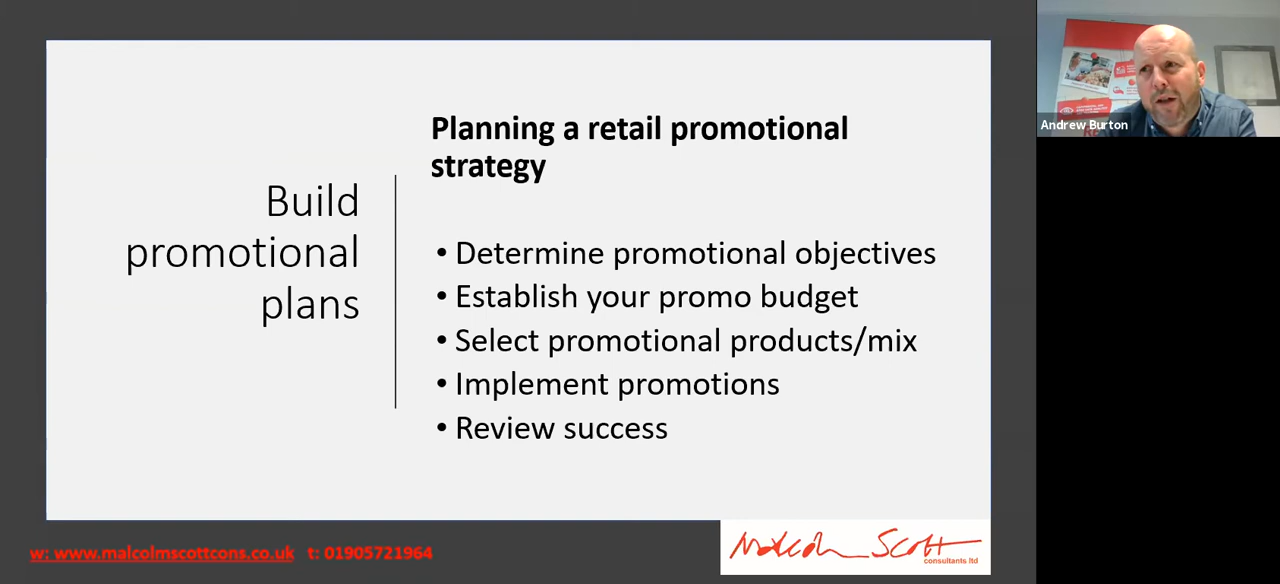 Build
promotional
plans
Planning a retail promotional
strategy
• Determine promotional objectives
• Establish your promo budget
• Select promotional products/mix
• Implement promotions
• Review success
Andrew Burton
w: www.malcolmscottcons.co.uk t: 01905721964
Malcolm Scott
consultants ltd